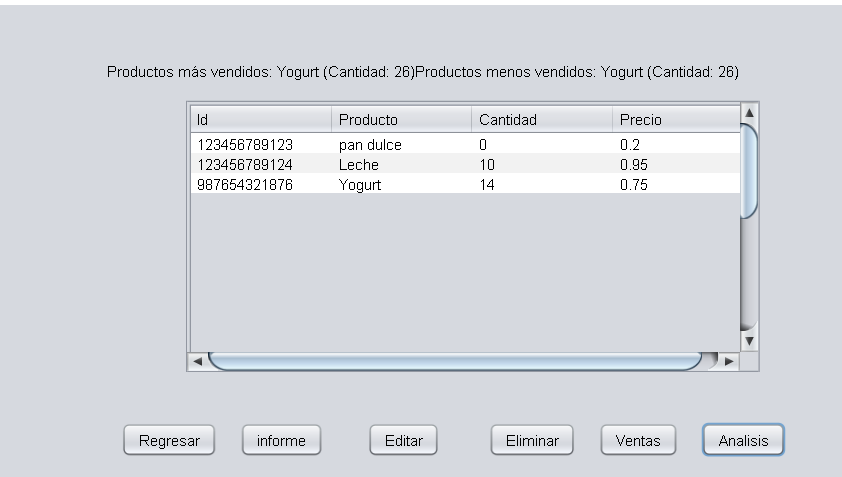 Productos más vendidos: Yogurt (Cantidad: 26)Productos menos vendidos: Yogurt (Cantidad: 26)
Id Producto Cantidad Precio
123456789123 pan dulce 0 0.2
123456789124 Leche 10 0.95
987654321876 Yogurt 14 0.75
Regresar informe Editar Eliminar Ventas Analisis